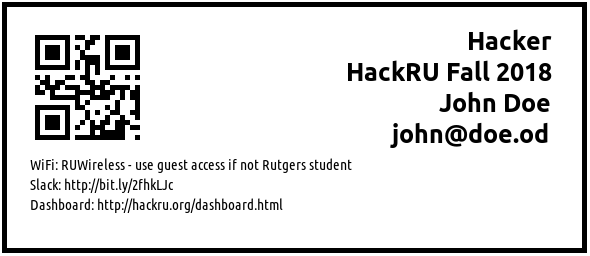 Hacker
HackRU Fall 2018
John Doe
john@doe.od
WiFi: RUWireless - use guest access if not Rutgers student
Slack: http://bit.ly/2fhkLJc
Dashboard: http://hackru.org/dashboard.html